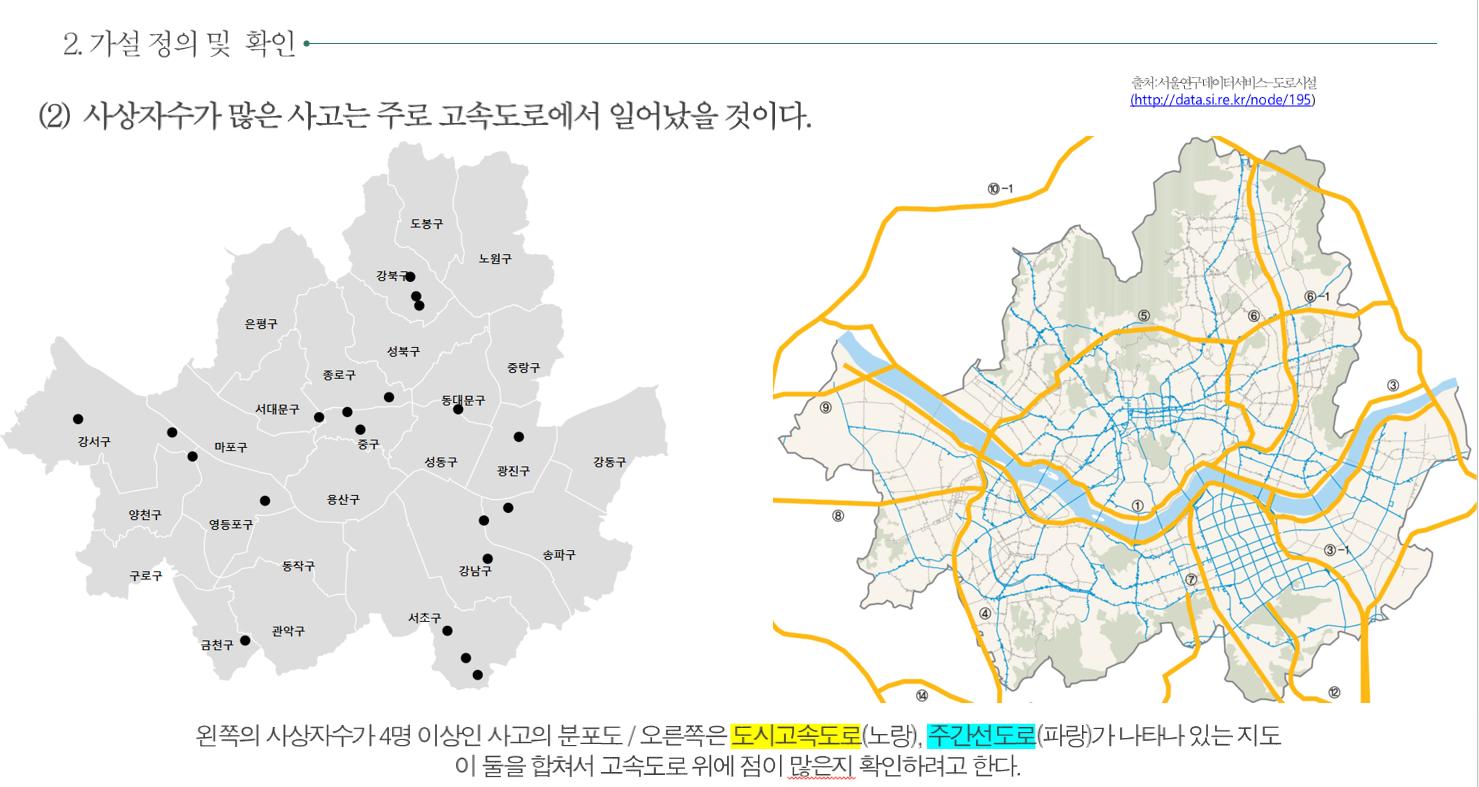 2. 가설 정의 및 확인
출처: 서울연구데이터서비스-도로시설
(http://data.si.re.kr/node/195)
(2) 사상자수가 많은 사고는 주로 고속도로에서 일어났을 것이다.
도봉구
노원구
강북구
은평구
성북구
종로구
중랑구
동대문구
서대문구
강서구
마포구
중구
성동구
광진구
강동구
양천구
영등포구
용산구
송파구
구로구
동작구
강남구
서초구
금천구
관악구
⑩-1
⑥-1
⑤
⑥
③
⑨
①
⑧
③-1
⑦
④
⑭
⑫
왼쪽의 사상자수가 4명 이상인 사고의 분포도 / 오른쪽은 도시고속도로(노랑), 주간선도로(파랑)가 나타나 있는 지도
이 둘을 합쳐서 고속도로 위에 점이 많은지 확인하려고 한다.